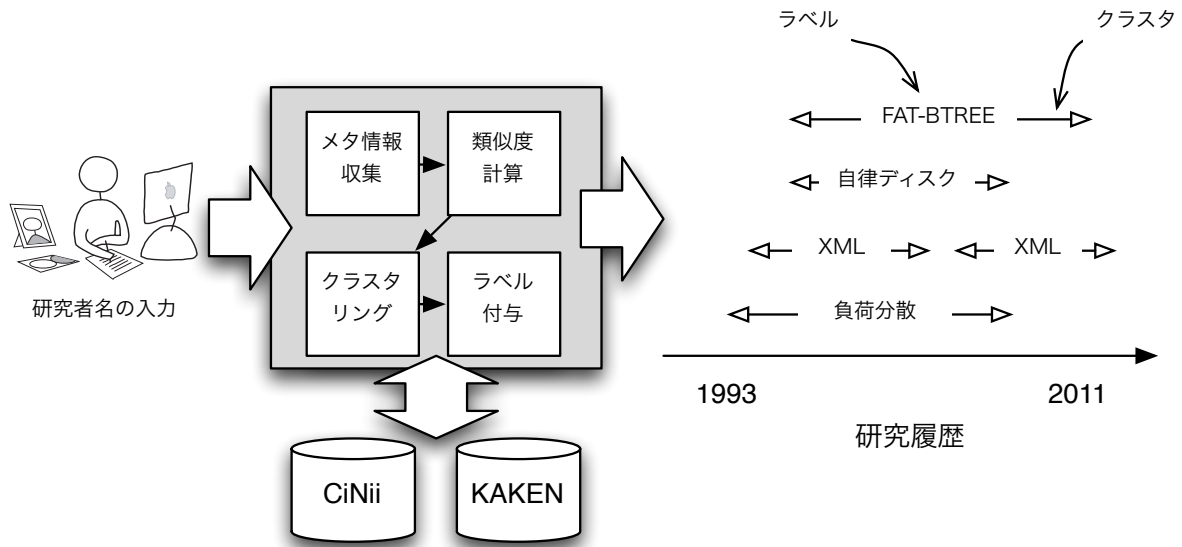 研究者名の入力
メタ情報
収集
類似度
計算
クラスタ
リング
ラベル
付与
CiNii
KAKEN
ラベル
クラスタ
FAT-BTREE
自律ディスク
XML
XML
負荷分散
1993
2011
研究履歴